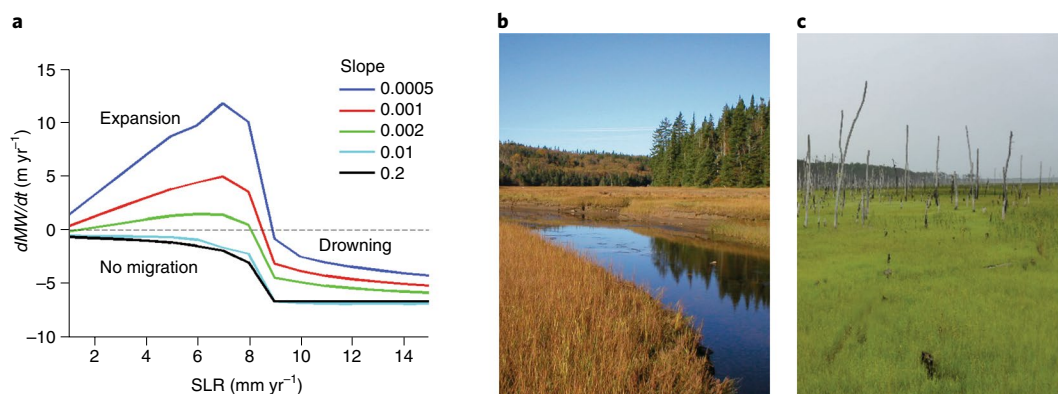 a
b
c
15
10
5
0
−5
−10
dMW/dt (m yr−1)
Expansion
Slope
0.0005
0.001
0.002
0.01
0.2
Drowning
No migration
2
4
6
8
10
12
14
SLR (mm yr−1)